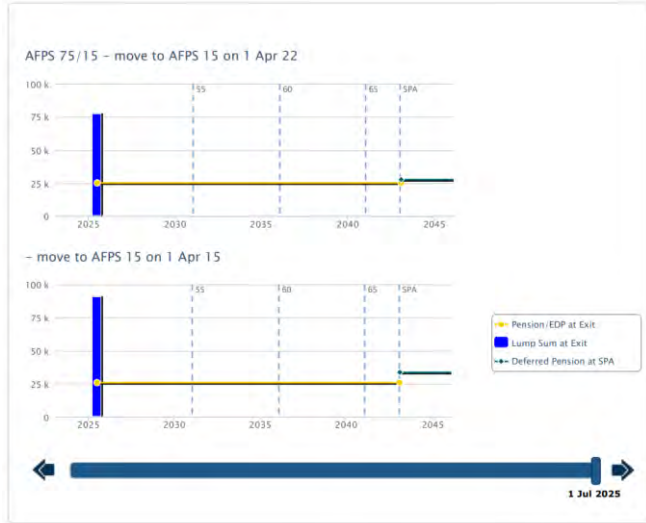 AFPS 75/15 - move to AFPS 15 on 1 Apr 22
100 k
55
60
65
SPA
75 k
50 k
25 k
0
2025
2030
2035
2040
2045
- move to AFPS 15 on 1 Apr 15
100 k
55
60
65
SPA
75 k
50 k
25 k
0
2025
2030
2035
2040
2045
Pension/EDP at Exit
Lump Sum at Exit
Deferred Pension at SPA
1 Jul 2025